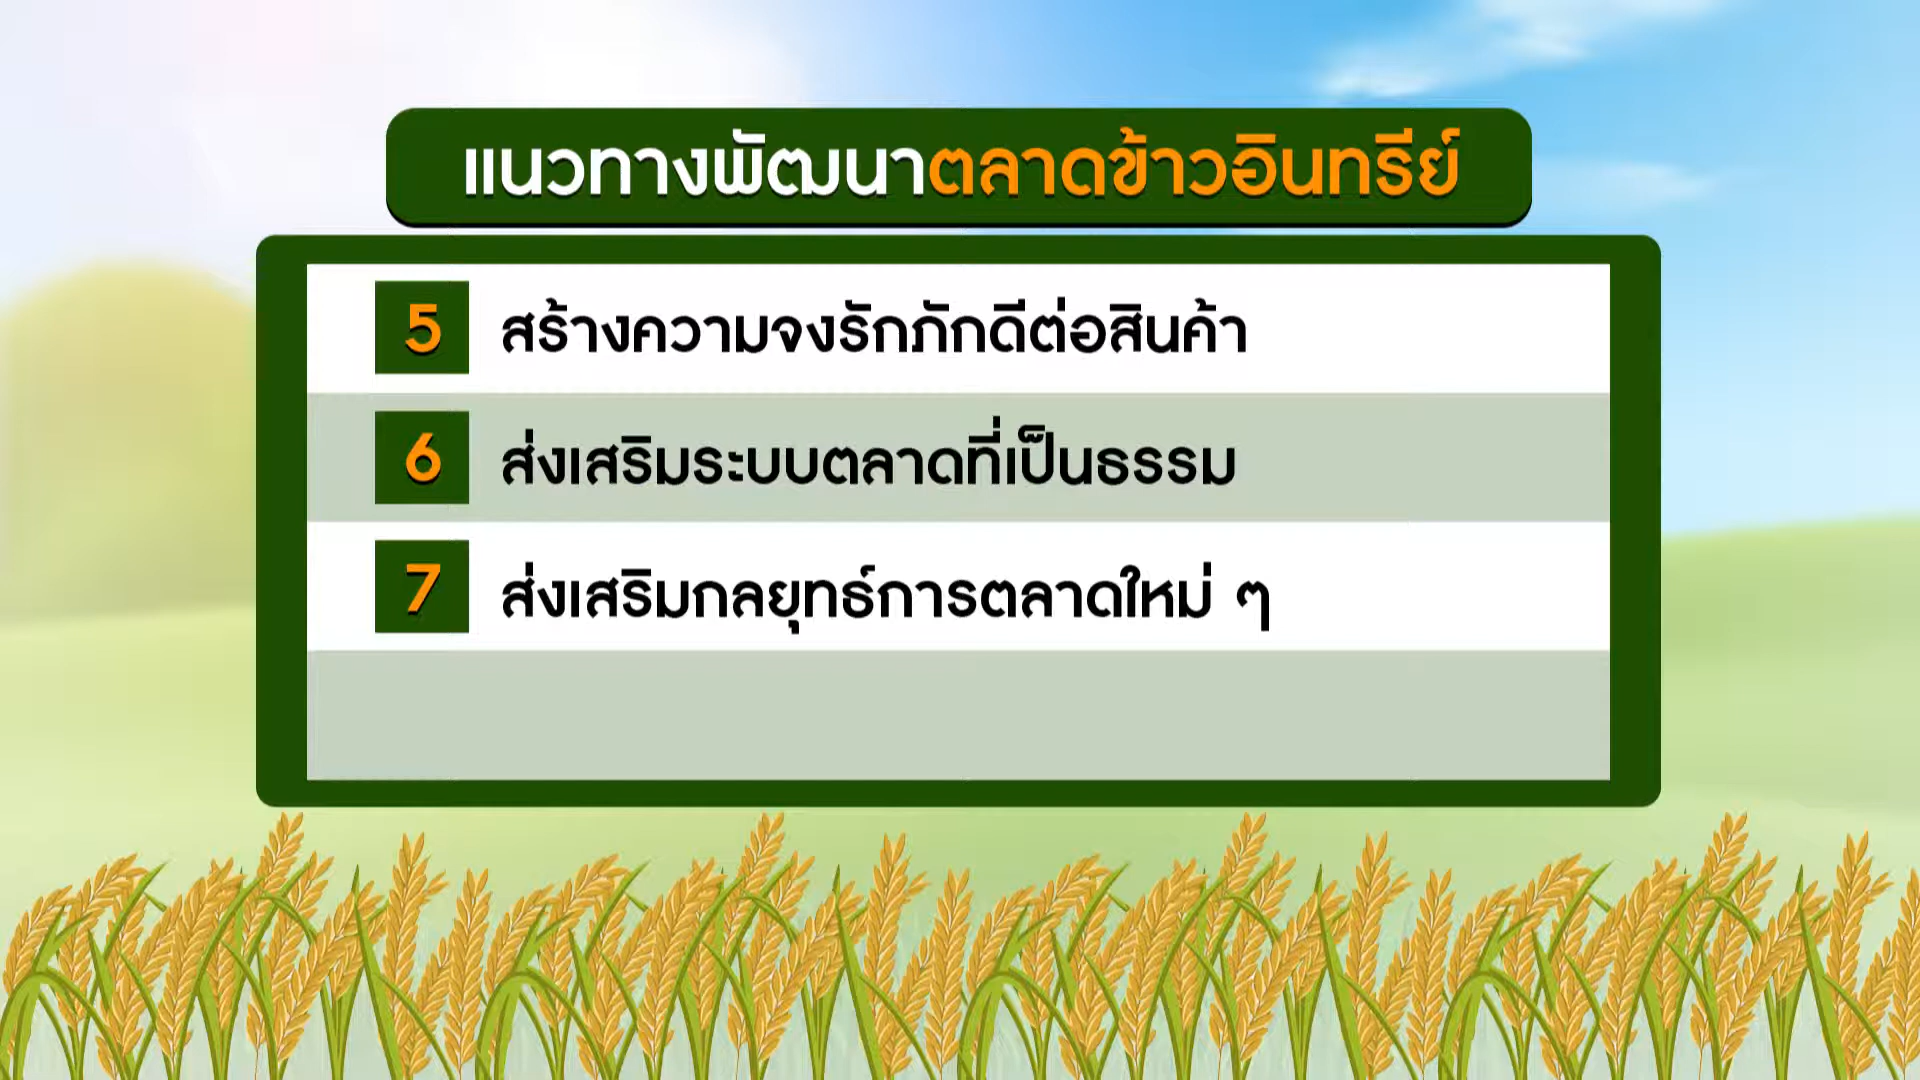 แนวทางพัฒนาตลาดข้าวอินทรีย์
5 สร้างความจงรักภักดีต่อสินค้า
6 ส่งเสริมระบบตลาดที่เป็นธรรม
7 ส่งเสริมกลยุทธ์การตลาดใหม่ ๆ